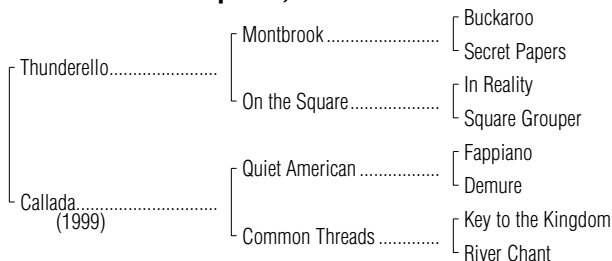 Buckaroo
Montbrook
Secret Papers
Thunderello
In Reality
On the Square
Square Grouper
Fappiano
Quiet American
Demure
Callada
(1999)
Key to the Kingdom
Common Threads
River Chant